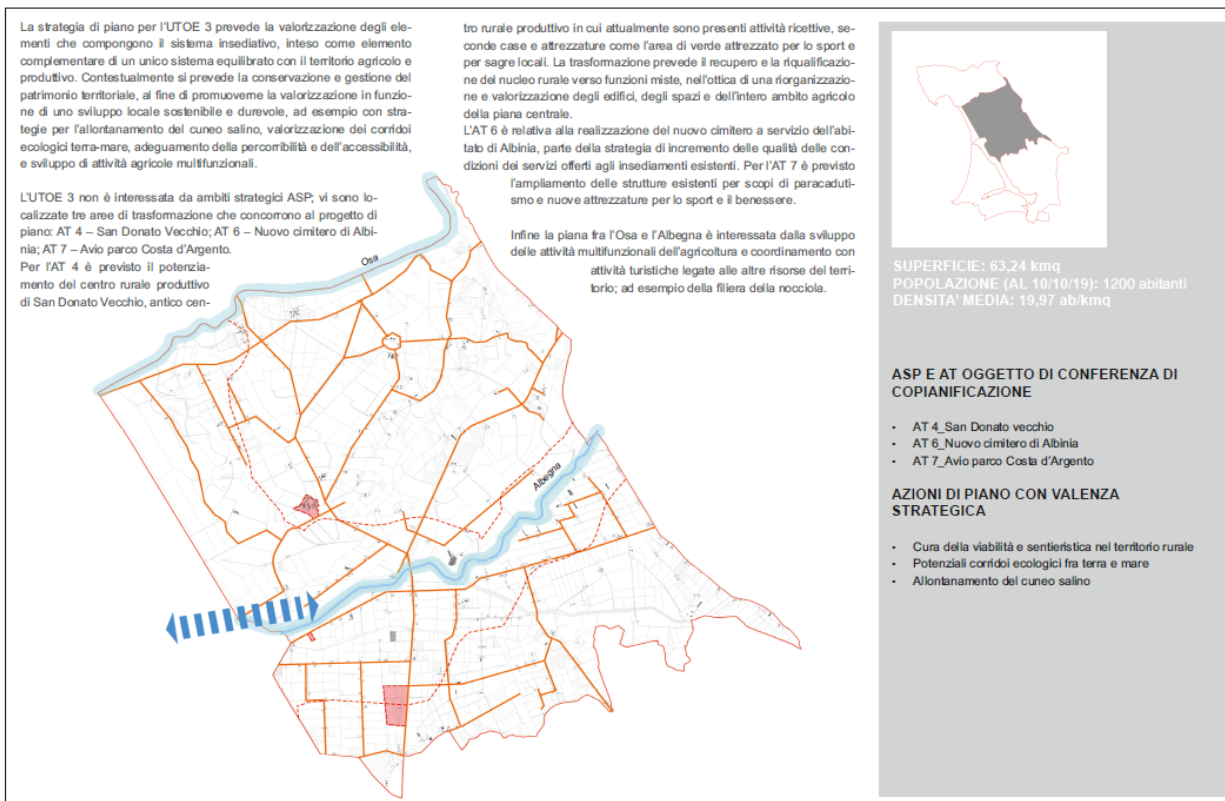 La strategia di piano per l'UTOE 3 prevede la valorizzazione degli ele-
menti che compongono il sistema insediativo, inteso come elemento
complementare di un unico sistema equilibrato con il territorio agricolo e
produttivo. Contestualmente si prevede la conservazione e gestione del
patrimonio territoriale, al fine di promuoverne la valorizzazione in funzio-
ne di uno sviluppo locale sostenibile e durevole, ad esempio con stra-
tegie per l'allontanamento del cuneo salino, valorizzazione dei corridoi
ecologici terra-mare, adeguamento della percorribilità e dell'accessibilità,
e sviluppo di attività agricole multifunzionali.
L'UTOE 3 non è interessata da ambiti strategici ASP; vi sono lo-
calizzate tre aree di trasformazione che concorrono al progetto di
piano: AT 4 – San Donato Vecchio; AT 6 – Nuovo cimitero di Albi-
nia; AT 7 – Avio parco Costa d'Argento.
Per l'AT 4 è previsto il potenzia-
mento del centro rurale produttivo
di San Donato Vecchio, antico cen-
tro rurale produttivo in cui attualmente sono presenti attività ricettive, se-
conde case e attrezzature come l'area di verde attrezzato per lo sport e
per sagre locali. La trasformazione prevede il recupero e la riqualificazio-
ne del nucleo rurale verso funzioni miste, nell'ottica di una riorganizzazio-
ne e valorizzazione degli edifici, degli spazi e dell'intero ambito agricolo
della piana centrale.
L'AT 6 è relativa alla realizzazione del nuovo cimitero a servizio dell'abi-
tato di Albinia, parte della strategia di incremento delle qualità delle con-
dizioni dei servizi offerti agli insediamenti esistenti. Per l'AT 7 è previsto
l'ampliamento delle strutture esistenti per scopi di paracaduti-
smo e nuove attrezzature per lo sport e il benessere.
Infine la piana fra l'Osa e l'Albegna è interessata dalla sviluppo
delle attività multifunzionali dell'agricoltura e coordinamento con
attività turistiche legate alle altre risorse del terri-
torio; ad esempio della filiera della nocciola.
Osa
Albegna
SUPERFICIE: 63,24 kmq
POPOLAZIONE (AL 10/10/19): 1200 abitanti
DENSITA' MEDIA: 19,97 ab/kmq
ASP E AT OGGETTO DI CONFERENZA DI
COPIANIFICAZIONE
- AT 4_San Donato vecchio
- AT 6_Nuovo cimitero di Albinia
- AT 7_Avio parco Costa d'Argento
AZIONI DI PIANO CON VALENZA
STRATEGICA
- Cura della viabilità e sentieristica nel territorio rurale
- Potenziali corridoi ecologici fra terra e mare
- Allontanamento del cuneo salino